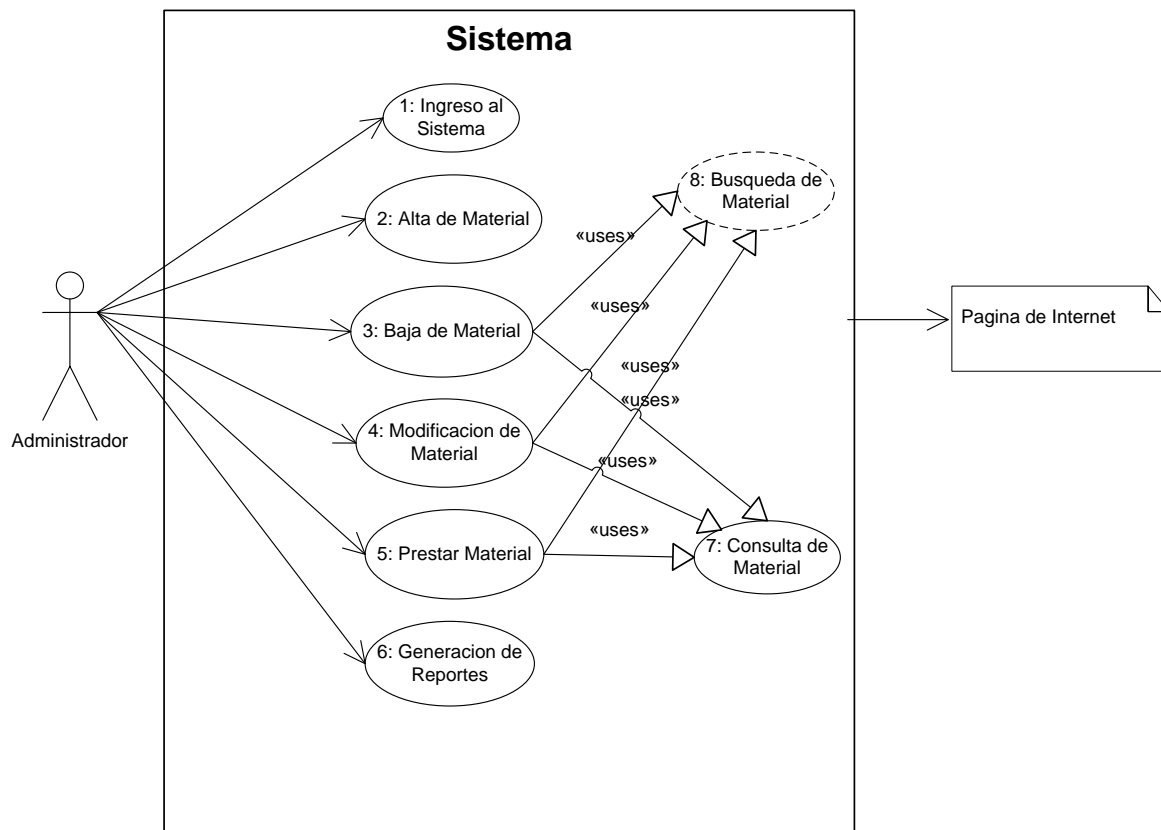 Sistema
1: Ingreso al
Sistema
8: Busqueda de
Material
2: Alta de Material
«uses»
«uses»
Pagina de Internet
3: Baja de Material
«uses»
«uses»
Administrador
4: Modificacion de
Material
«uses»
«uses»
5: Prestar Material
7: Consulta de
Material
6: Generacion de
Reportes